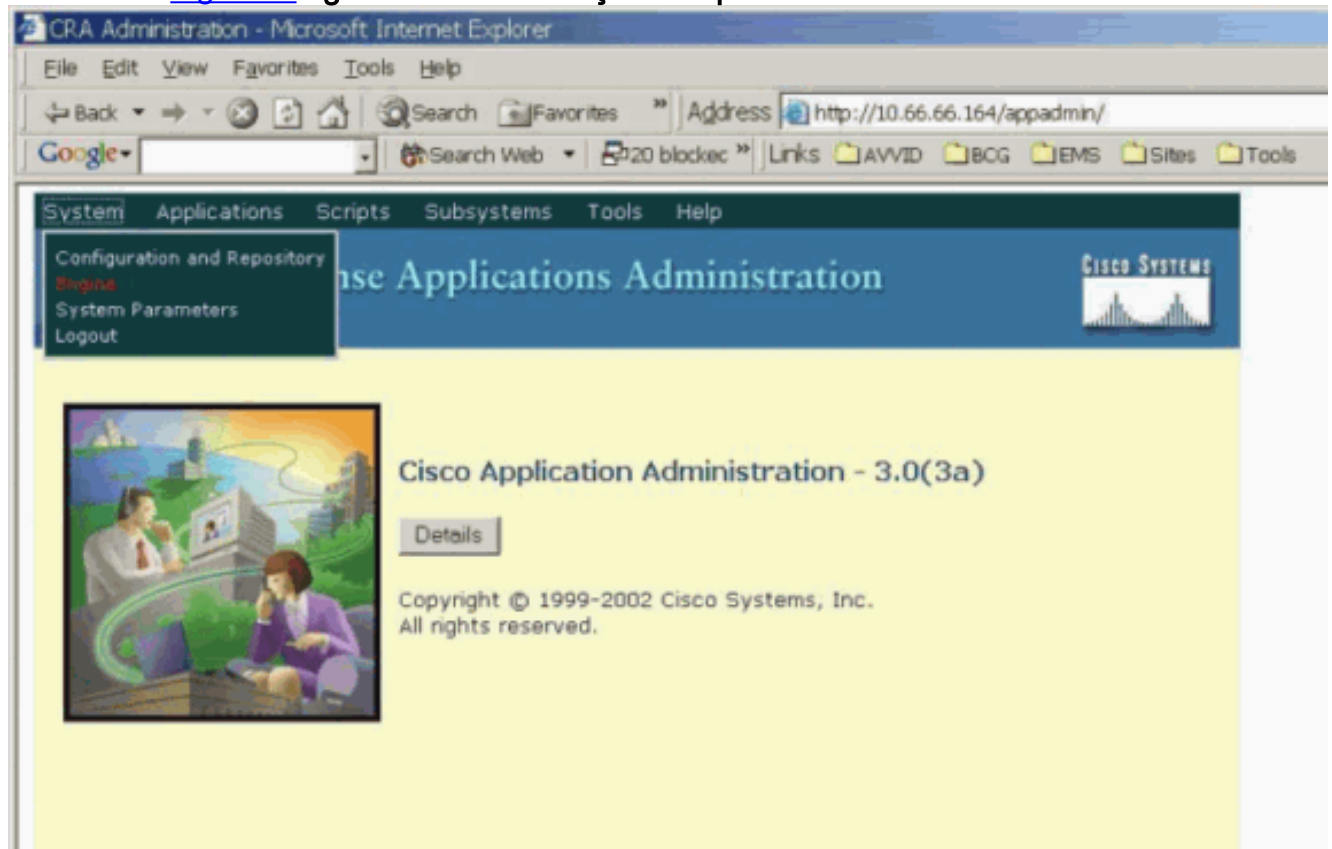 CRA Administration - Microsoft Internet Explorer
File Edit View Favorites Tools Help
Back Search Favorites » Address http://10.66.66.164/appadmin/
Google Search Web 20 blockec » Links AVVID BCG EMS Sites Tools
System Applications Scripts Subsystems Tools Help
Configuration and Repository
Engine
System Parameters
Logout
nse Applications Administration
CISCO SYSTEMS
Cisco Application Administration - 3.0(3a)
Details
Copyright © 1999-2002 Cisco Systems, Inc.
All rights reserved.